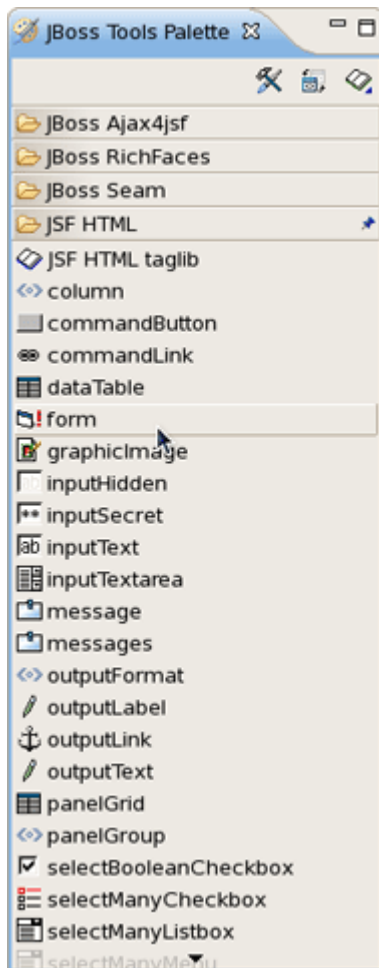 JBoss Tools Palette
JBoss Ajax4jsf
JBoss RichFaces
JBoss Seam
JSF HTML
JSF HTML taglib
column
commandButton
commandLink
dataTable
form
graphicImage
inputHidden
inputSecret
inputText
inputTextarea
message
messages
outputFormat
outputLabel
outputLink
outputText
panelGrid
panelGroup
selectBooleanCheckbox
selectManyCheckbox
selectManyListbox
selectManyMenu